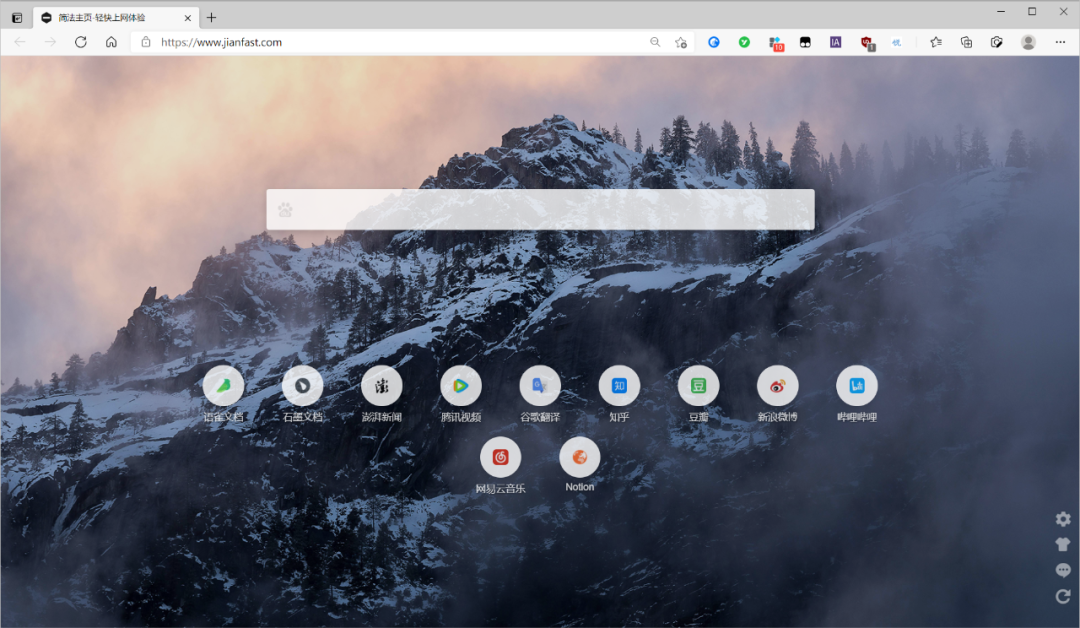 简法主页·轻快上网体验
https://www.jianfast.com
10
IA
1
优
语雀文档
石墨文档
澎湃新闻
腾讯视频
谷歌翻译
知乎
豆瓣
新浪微博
哔哩哔哩
网易云音乐
Notion